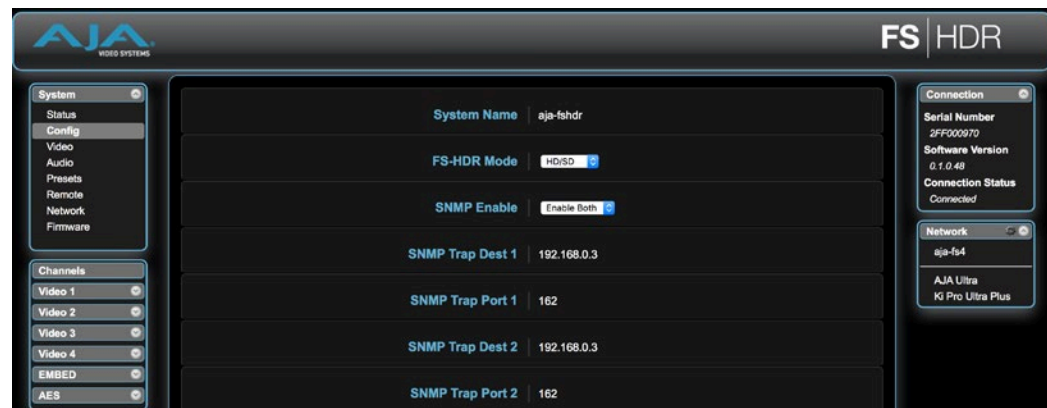 AJA
VIDEO SYSTEMS
FS HDR
System
Status
Config
Video
Audio
Presets
Remote
Network
Firmware
Channels
Video 1
Video 2
Video 3
Video 4
EMBED
AES
System Name aja-fshdr
FS-HDR Mode HD/SD
SNMP Enable Enable Both
SNMP Trap Dest 1 192.168.0.3
SNMP Trap Port 1 162
SNMP Trap Dest 2 192.168.0.3
SNMP Trap Port 2 162
Connection
Serial Number
2FF000970
Software Version
0.1.0.48
Connection Status
Connected
Network
aja-fs4
AJA Ultra
Ki Pro Ultra Plus